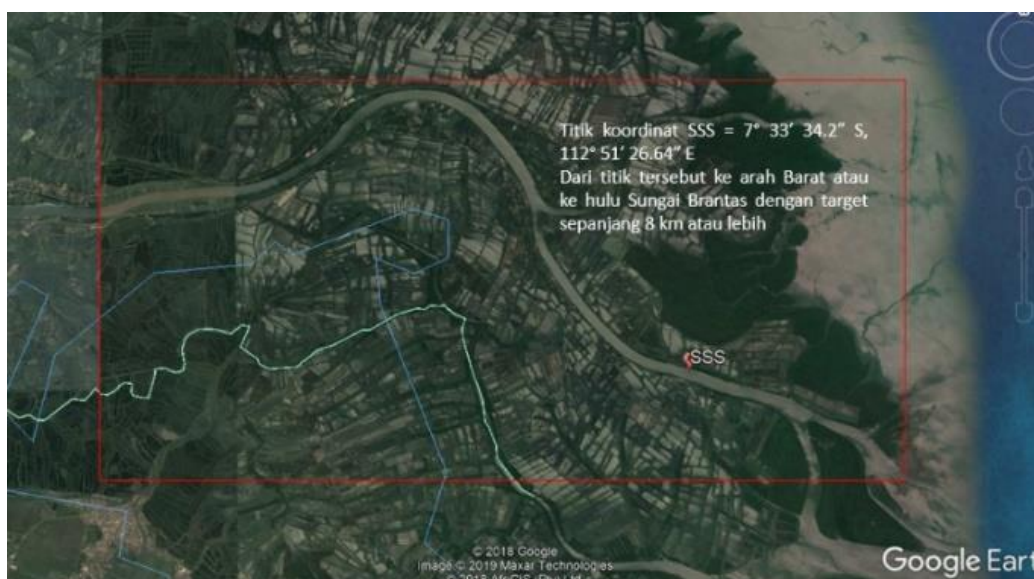 Titik koordinat SSS = 7° 33' 34.2” S,
112° 51' 26.64” E
Dari titik tersebut ke arah Barat atau
ke hulu Sungai Brantas dengan target
sepanjang 8 km atau lebih
SSS
© 2018 Google
Image © 2019 Maxar Technologies
Google Eart